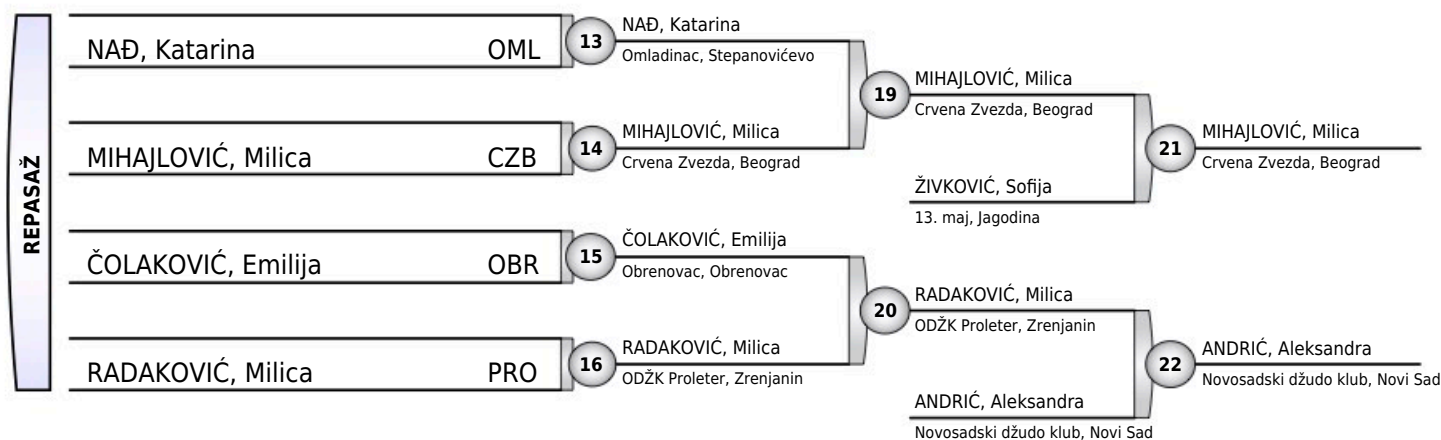 REPASAŽ
NAĐ, Katarina OML
13
NAĐ, Katarina
Omladinac, Stepanovićevo
MIHAJLOVIĆ, Milica CZB
14
MIHAJLOVIĆ, Milica
Crvena Zvezda, Beograd
19
MIHAJLOVIĆ, Milica
Crvena Zvezda, Beograd
ŽIVKOVIĆ, Sofija
13. maj, Jagodina
21
MIHAJLOVIĆ, Milica
Crvena Zvezda, Beograd
ČOLAKOVIĆ, Emilija OBR
15
ČOLAKOVIĆ, Emilija
Obrenovac, Obrenovac
RADAKOVIĆ, Milica PRO
16
RADAKOVIĆ, Milica
ODŽK Proleter, Zrenjanin
20
RADAKOVIĆ, Milica
ODŽK Proleter, Zrenjanin
ANDRIĆ, Aleksandra
Novosadski džudo klub, Novi Sad
22
ANDRIĆ, Aleksandra
Novosadski džudo klub, Novi Sad